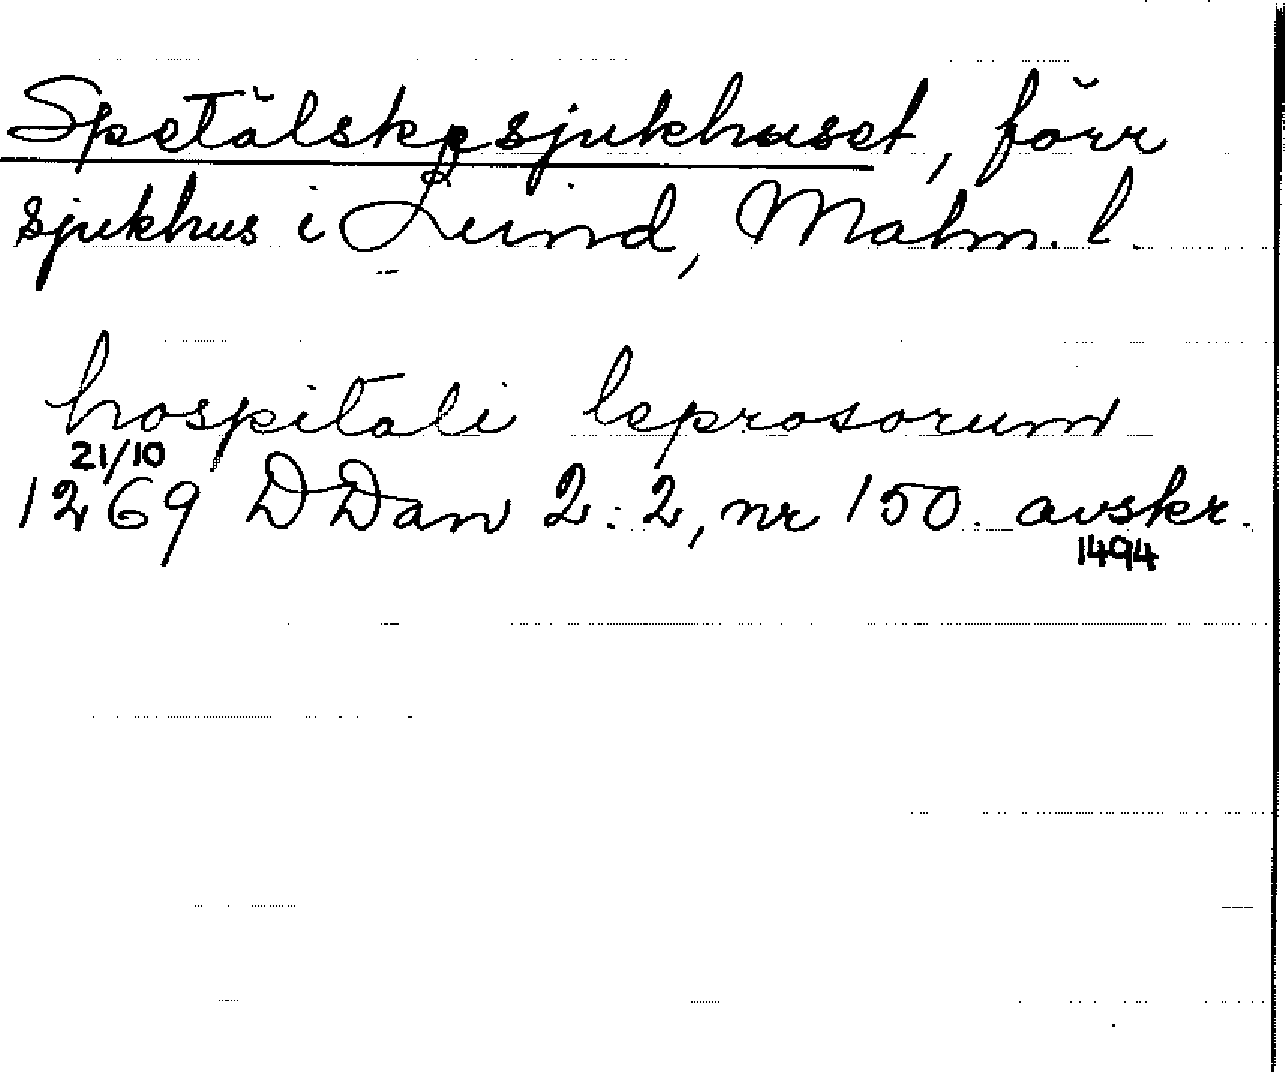 Spetälskesjukhuset, förr
sjukhus i Lund, Malm. l.
hospitali leprosorum
21/10
1269 DDan 2:2, nr 150. avskr.
1494